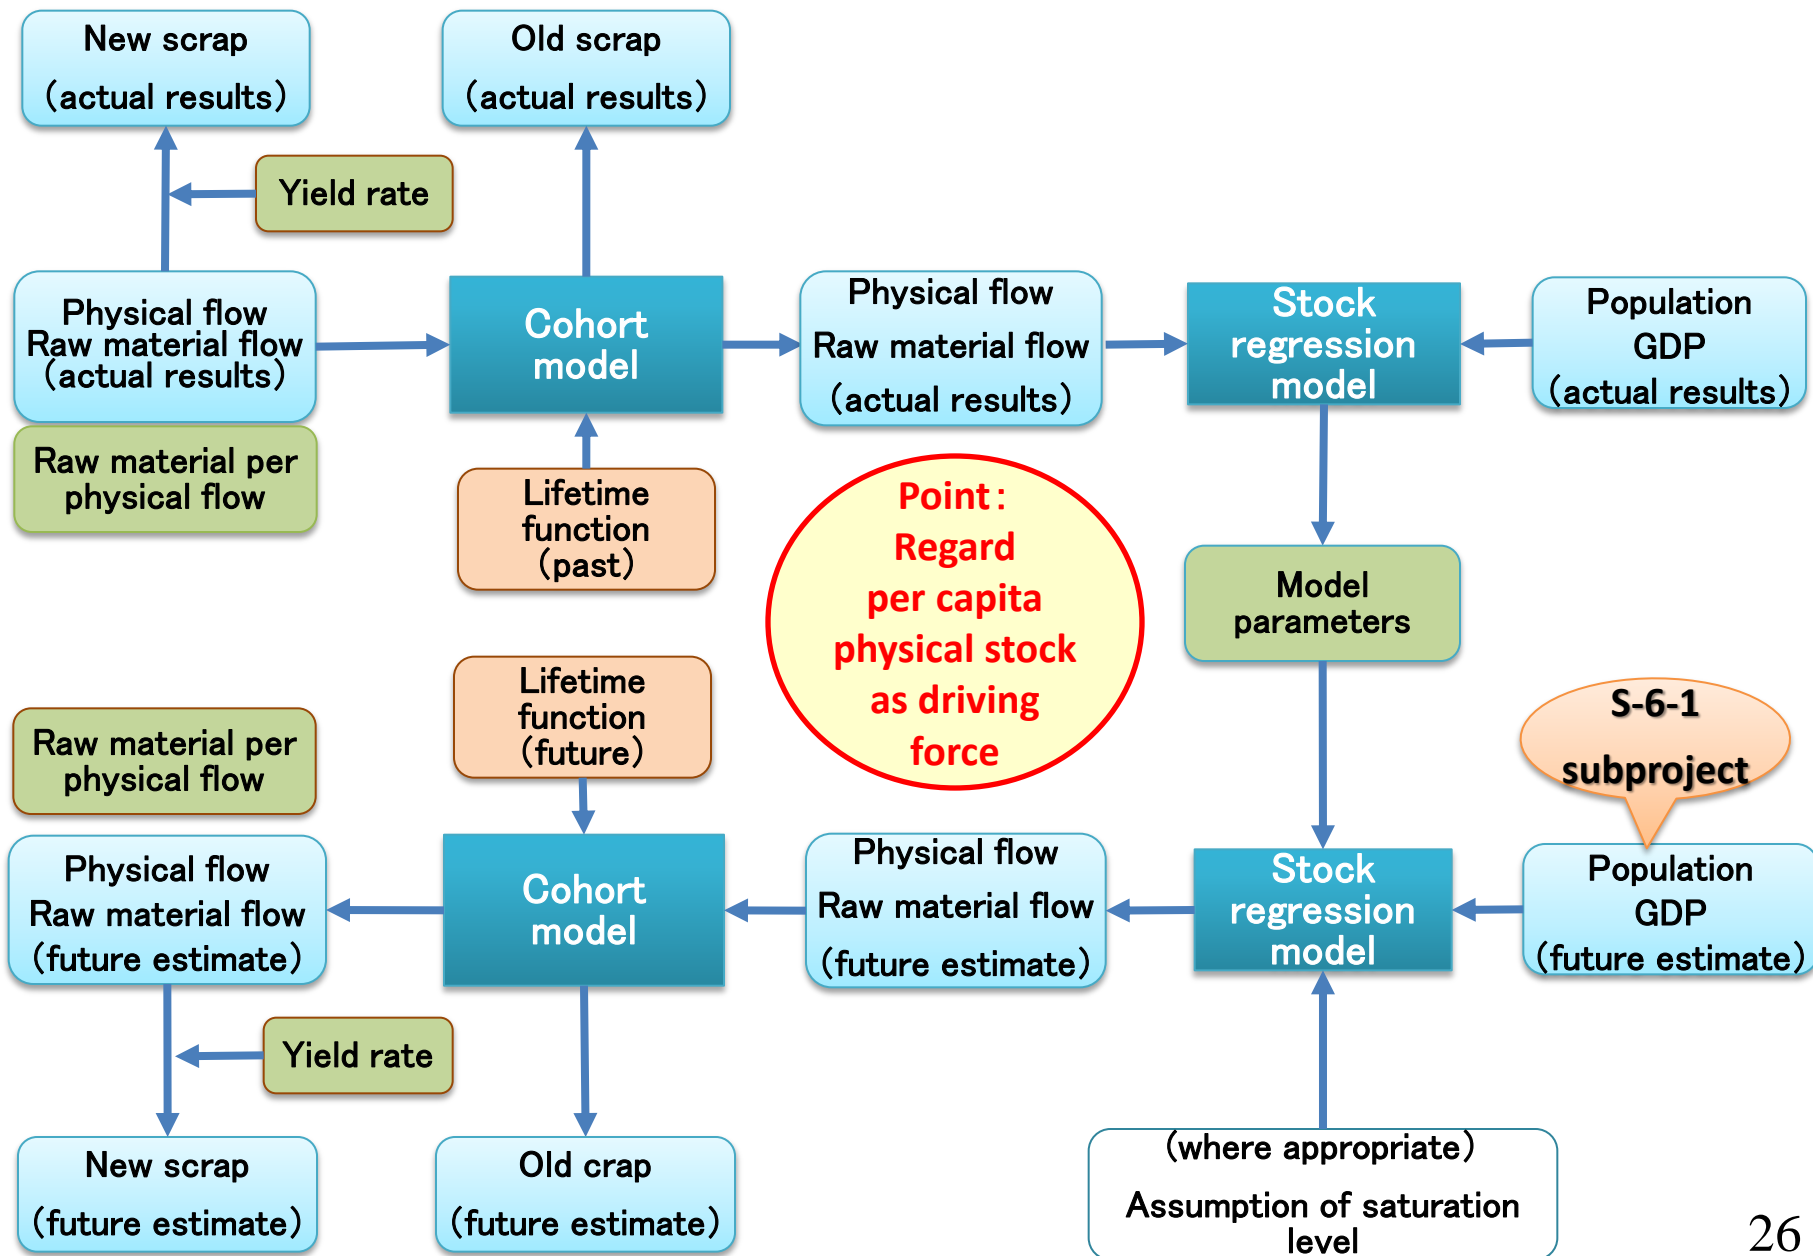 New scrap
(actual results)
Old scrap
(actual results)
Yield rate
Physical flow
Raw material flow
(actual results)
Cohort
model
Physical flow
Raw material flow
(actual results)
Stock
regression
model
Population
GDP
(actual results)
Raw material per
physical flow
Lifetime
function
(past)
Point:
Regard
per capita
physical stock
as driving
force
Model
parameters
Lifetime
function
(future)
Raw material per
physical flow
S-6-1
subproject
Physical flow
Raw material flow
(future estimate)
Cohort
model
Physical flow
Raw material flow
(future estimate)
Stock
regression
model
Population
GDP
(future estimate)
Yield rate
New scrap
(future estimate)
Old crap
(future estimate)
(where appropriate)
Assumption of saturation
level
26